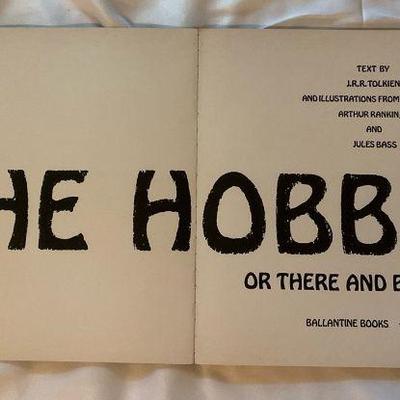 TEXT BY
J.R.R. TOLKIEN
AND ILLUSTRATIONS FROM
ARTHUR RANKIN,
AND
JULES BASS
HE HOBB
OR THERE AND B
BALLANTINE BOOKS